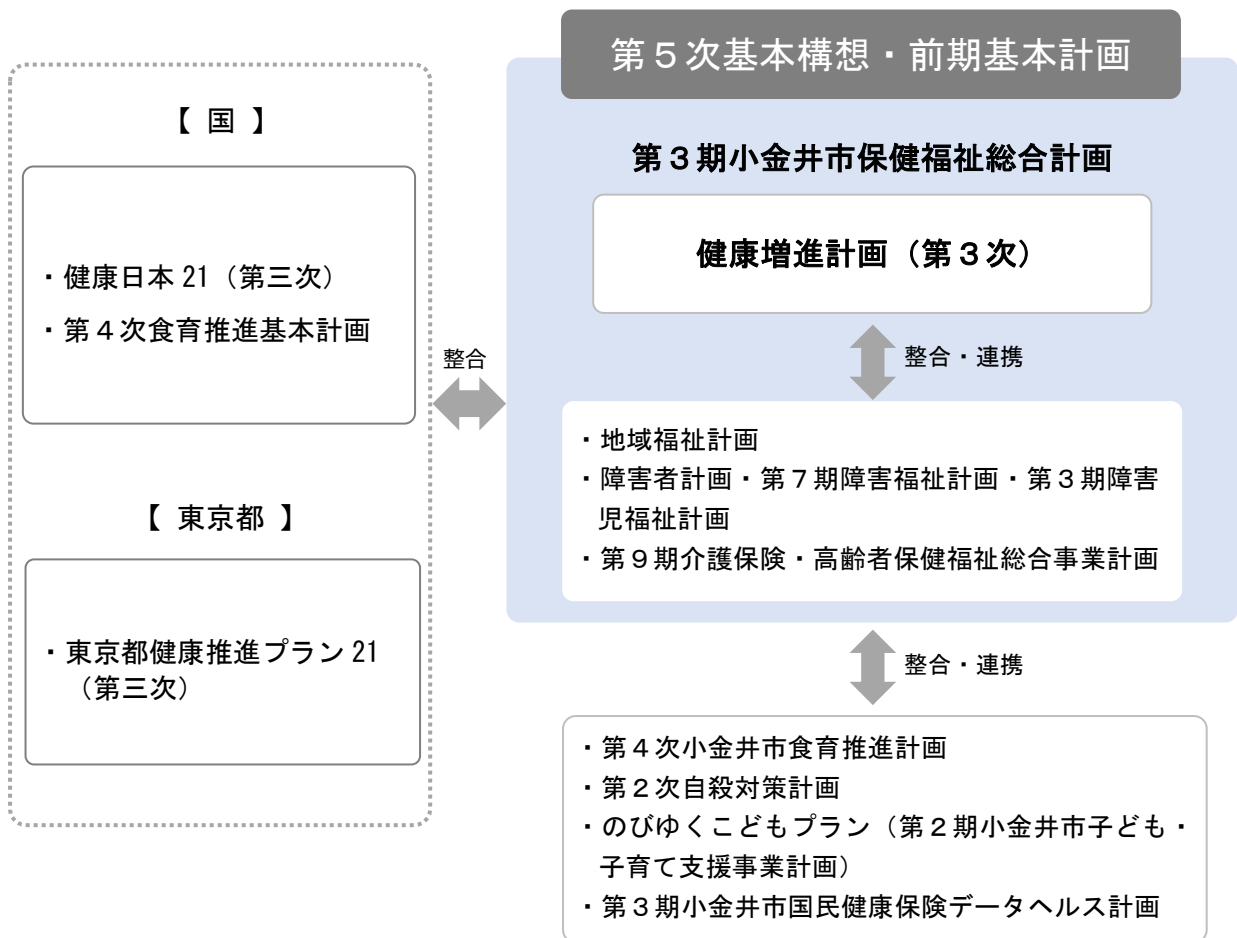 第５次基本構想・前期基本計画
【 国 】
・健康日本 21（第三次）
・第４次食育推進基本計画
【 東京都 】
・東京都健康推進プラン 21
（第三次）
整合
第３期小金井市保健福祉総合計画
健康増進計画（第３次）
整合・連携
・地域福祉計画
・障害者計画・第７期障害福祉計画・第３期障害
児福祉計画
・第９期介護保険・高齢者保健福祉総合事業計画
整合・連携
・第４次小金井市食育推進計画
・第２次自殺対策計画
・のびゆくこどもプラン（第２期小金井市子ども・
子育て支援事業計画）
・第３期小金井市国民健康保険データヘルス計画